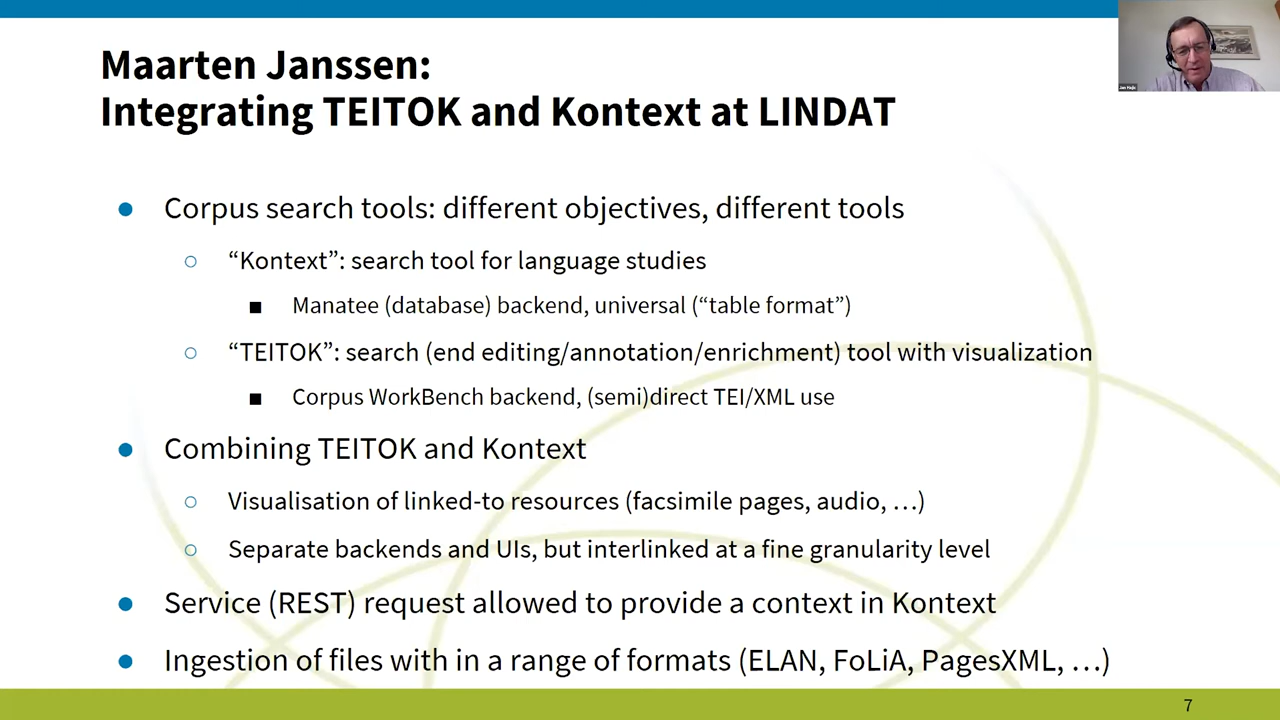 Maarten Janssen:
Integrating TEITOK and Kontext at LINDAT
Jan Hajic
● Corpus search tools: different objectives, different tools
○ “Kontext”: search tool for language studies
■ Manatee (database) backend, universal (“table format”)
○ “TEITOK”: search (end editing/annotation/enrichment) tool with visualization
■ Corpus WorkBench backend, (semi)direct TEI/XML use
● Combining TEITOK and Kontext
○ Visualisation of linked-to resources (facsimile pages, audio, …)
○ Separate backends and UIs, but interlinked at a fine granularity level
● Service (REST) request allowed to provide a context in Kontext
● Ingestion of files with in a range of formats (ELAN, FoLiA, PagesXML, …)
7